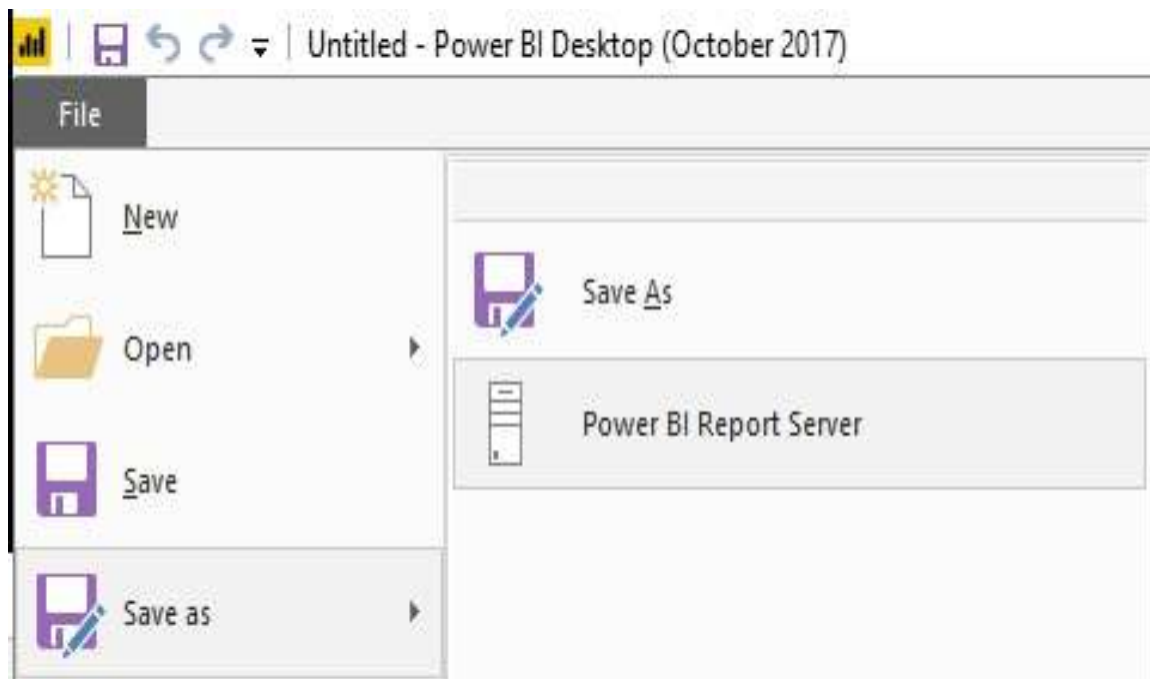 Untitled - Power BI Desktop (October 2017)
File
New
Open
Save
Save as
Save As
Power BI Report Server